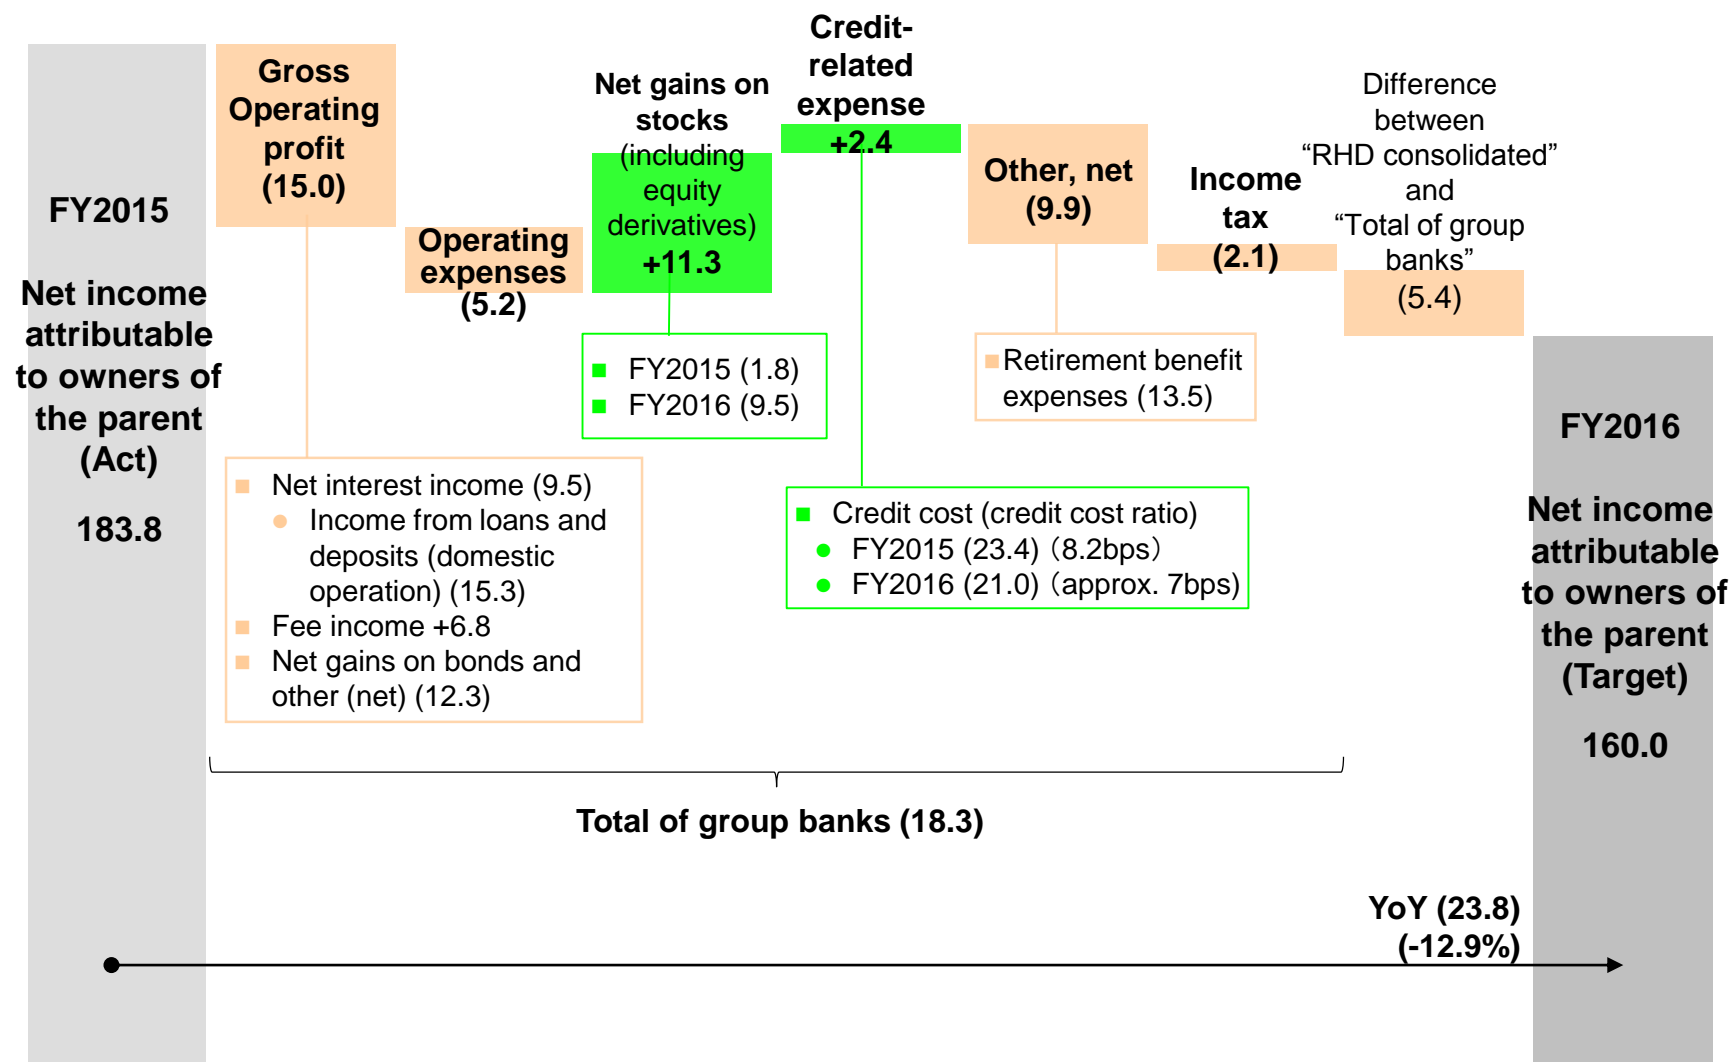 FY2015
Net income
attributable
to owners of
the parent
(Act)
183.8
Gross
Operating
profit
(15.0)
Net interest income (9.5)
Income from loans and
deposits (domestic
operation) (15.3)
Fee income +6.8
Net gains on bonds and
other (net) (12.3)
Operating
expenses
(5.2)
Net gains on
stocks
(including
equity
derivatives)
+11.3
FY2015 (1.8)
FY2016 (9.5)
Credit-
related
expense
+2.4
Credit cost (credit cost ratio)
FY2015 (23.4)（8.2bps）
FY2016 (21.0)（approx. 7bps)
Other, net
(9.9)
Retirement benefit
expenses (13.5)
Income
tax
(2.1)
Difference
between
“RHD consolidated”
and
“Total of group
banks”
(5.4)
FY2016
Net income
attributable
to owners of
the parent
(Target)
160.0
Total of group banks (18.3)
YoY (23.8)
(-12.9%)